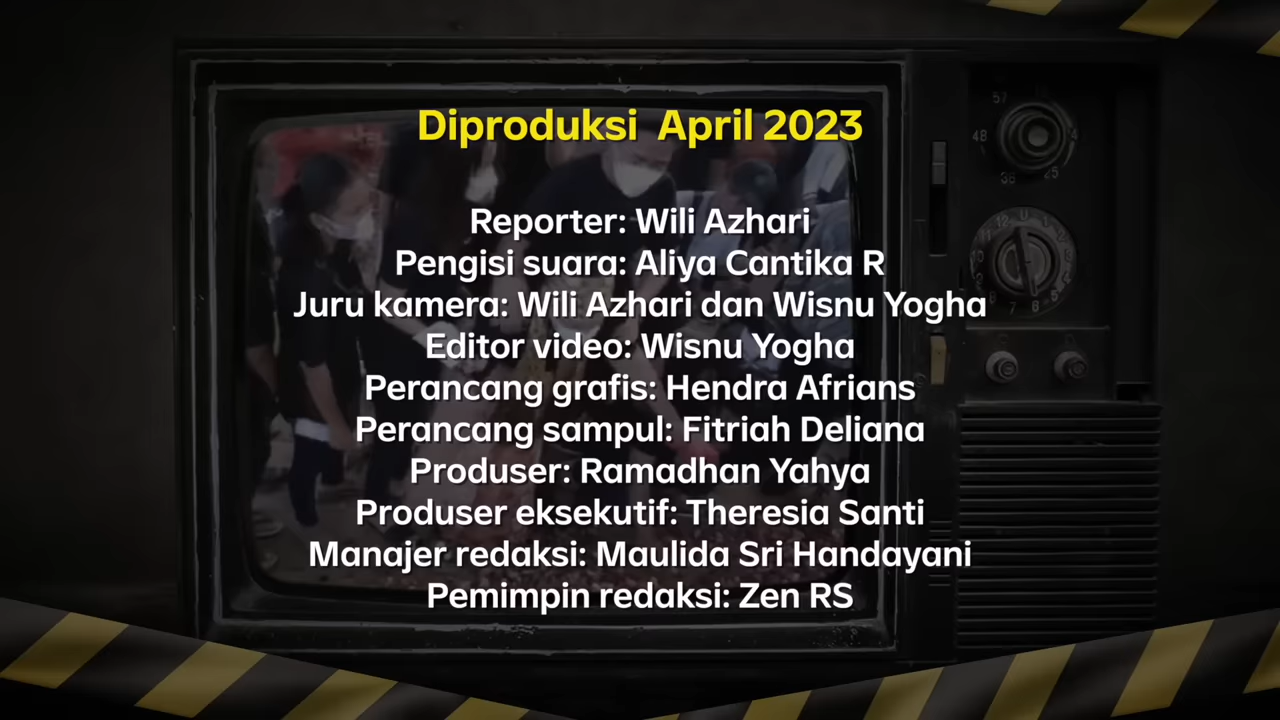 Diproduksi April 2023
Reporter: Wili Azhari
Pengisi suara: Aliya Cantika R
Juru kamera: Wili Azhari dan Wisnu Yogha
Editor video: Wisnu Yogha
Perancang grafis: Hendra Afrians
Perancang sampul: Fitriah Deliana
Produser: Ramadhan Yahya
Produser eksekutif: Theresia Santi
Manajer redaksi: Maulida Sri Handayani
Pemimpin redaksi: Zen RS